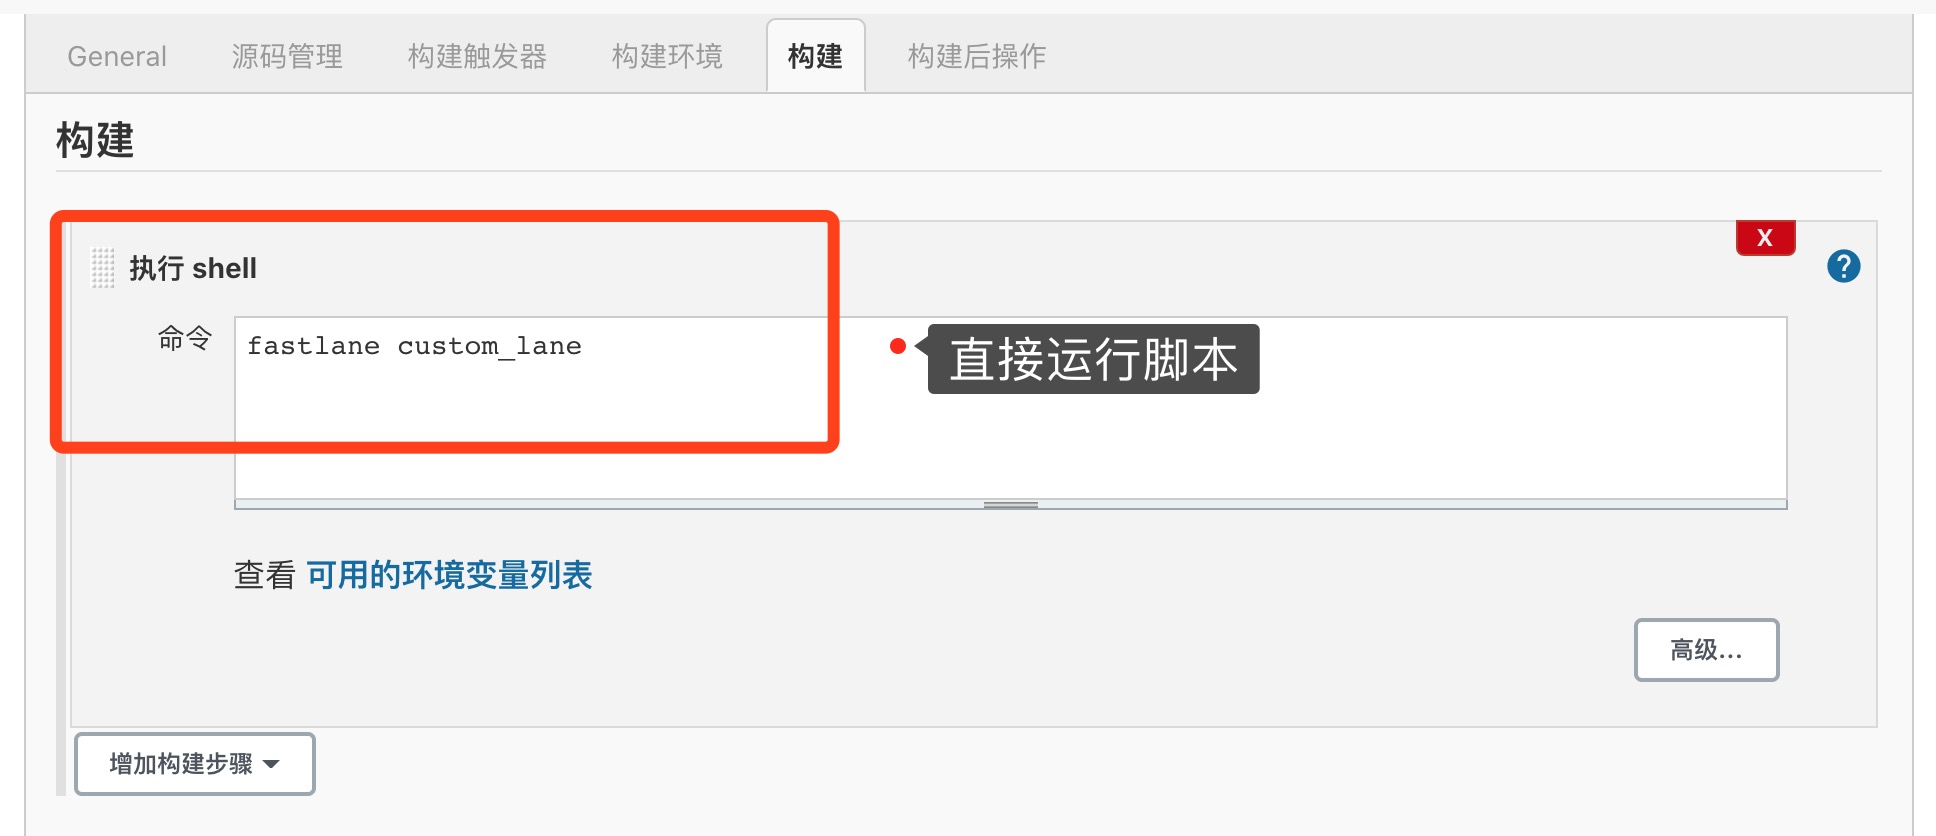 General 源码管理 构建触发器 构建环境 构建 构建后操作
构建
X
执行 shell
?
命令 fastlane custom_lane
直接运行脚本
查看 可用的环境变量列表
高级...
增加构建步骤